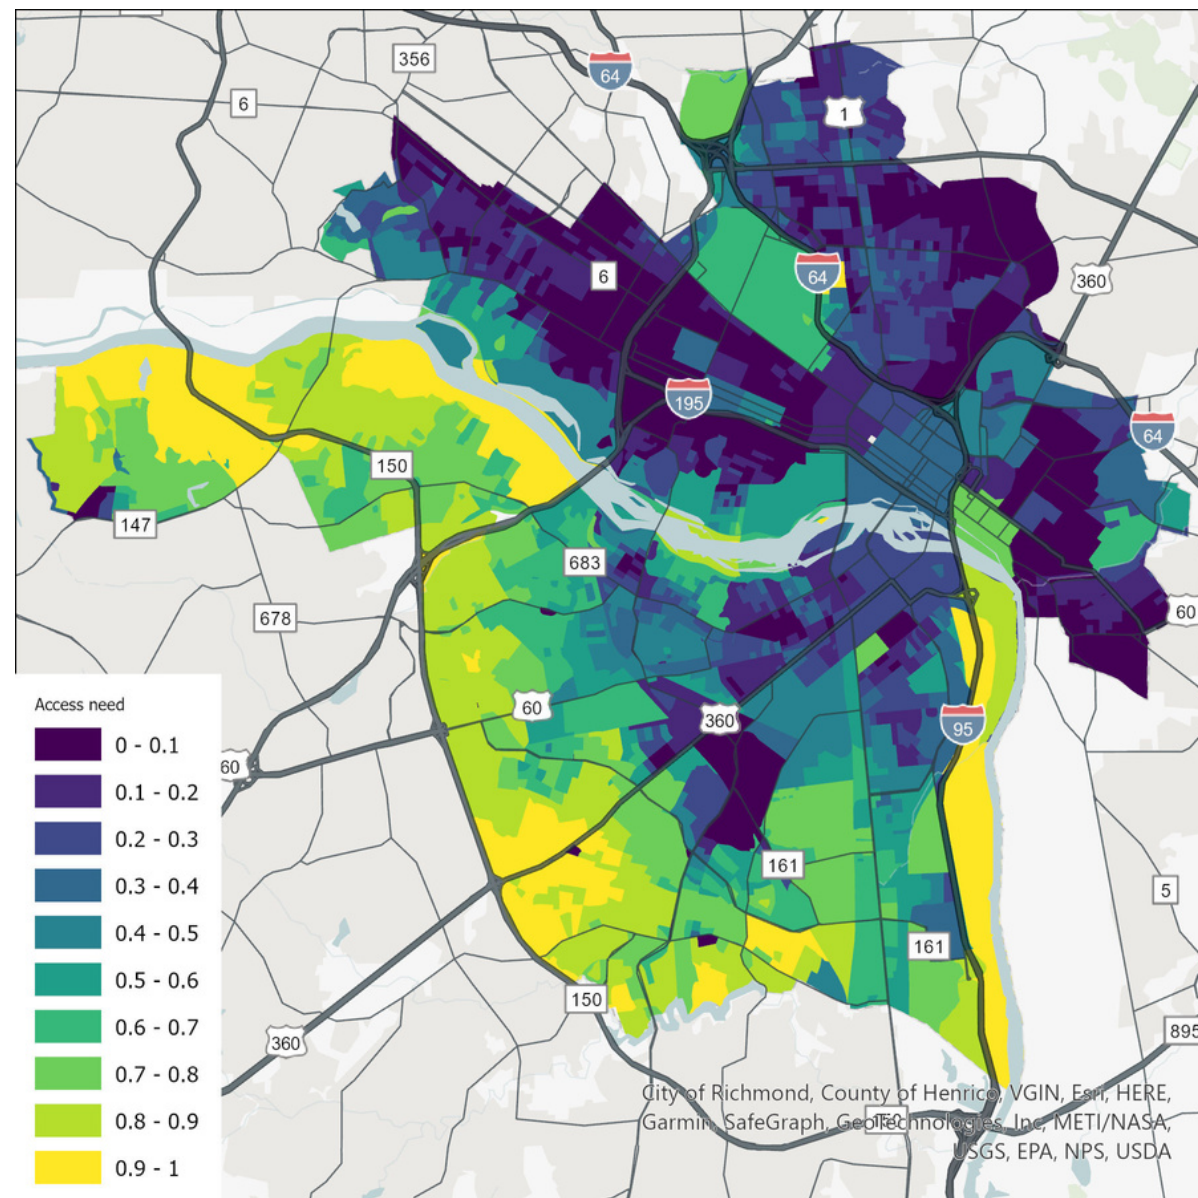 356
64
6
1
360
6
64
195
64
150
147
683
678
60
60
360
60
95
Access need
0 - 0.1
0.1 - 0.2
0.2 - 0.3
0.3 - 0.4
0.4 - 0.5
0.5 - 0.6
0.6 - 0.7
0.7 - 0.8
0.8 - 0.9
0.9 - 1
161
5
161
150
360
895
City of Richmond, County of Henrico, VGIN, Esri, HERE,
Garmin, SafeGraph, GeoTechnologies, Inc, METI/NASA,
USGS, EPA, NPS, USDA